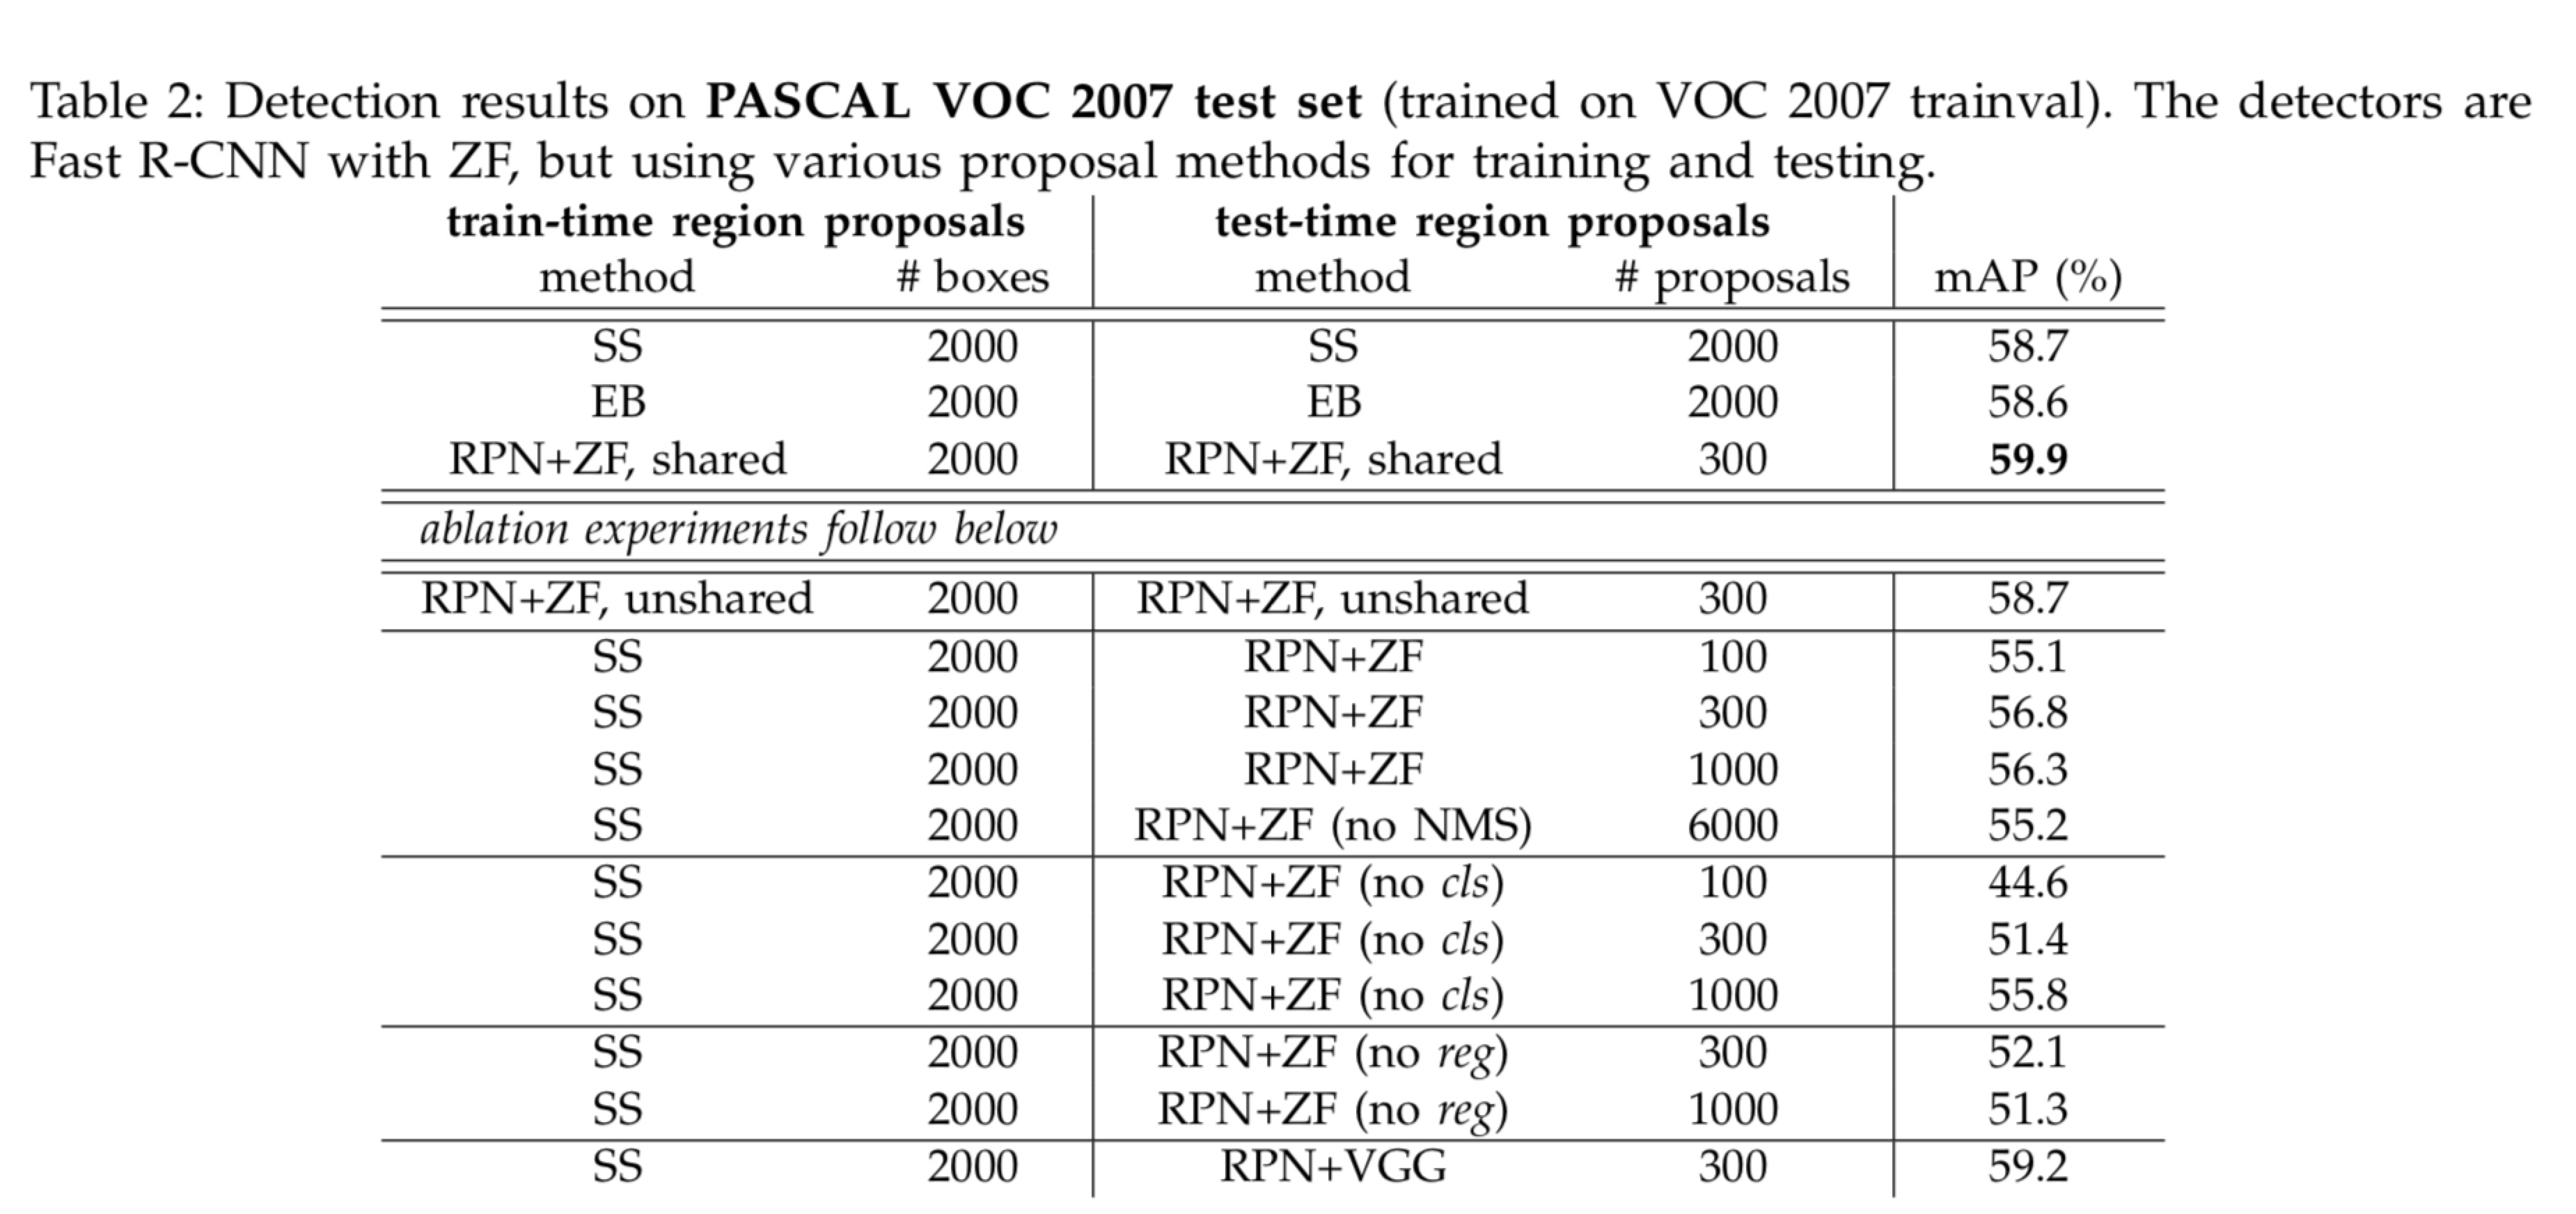 Table 2: Detection results on PASCAL VOC 2007 test set (trained on VOC 2007 trainval). The detectors are
Fast R-CNN with ZF, but using various proposal methods for training and testing.
train-time region proposals test-time region proposals
method # boxes method # proposals mAP (%)
SS 2000 SS 2000 58.7
EB 2000 EB 2000 58.6
RPN+ZF, shared 2000 RPN+ZF, shared 300 59.9
ablation experiments follow below
RPN+ZF, unshared 2000 RPN+ZF, unshared 300 58.7
SS 2000 RPN+ZF 100 55.1
SS 2000 RPN+ZF 300 56.8
SS 2000 RPN+ZF 1000 56.3
SS 2000 RPN+ZF (no NMS) 6000 55.2
SS 2000 RPN+ZF (no cls) 100 44.6
SS 2000 RPN+ZF (no cls) 300 51.4
SS 2000 RPN+ZF (no cls) 1000 55.8
SS 2000 RPN+ZF (no reg) 300 52.1
SS 2000 RPN+ZF (no reg) 1000 51.3
SS 2000 RPN+VGG 300 59.2